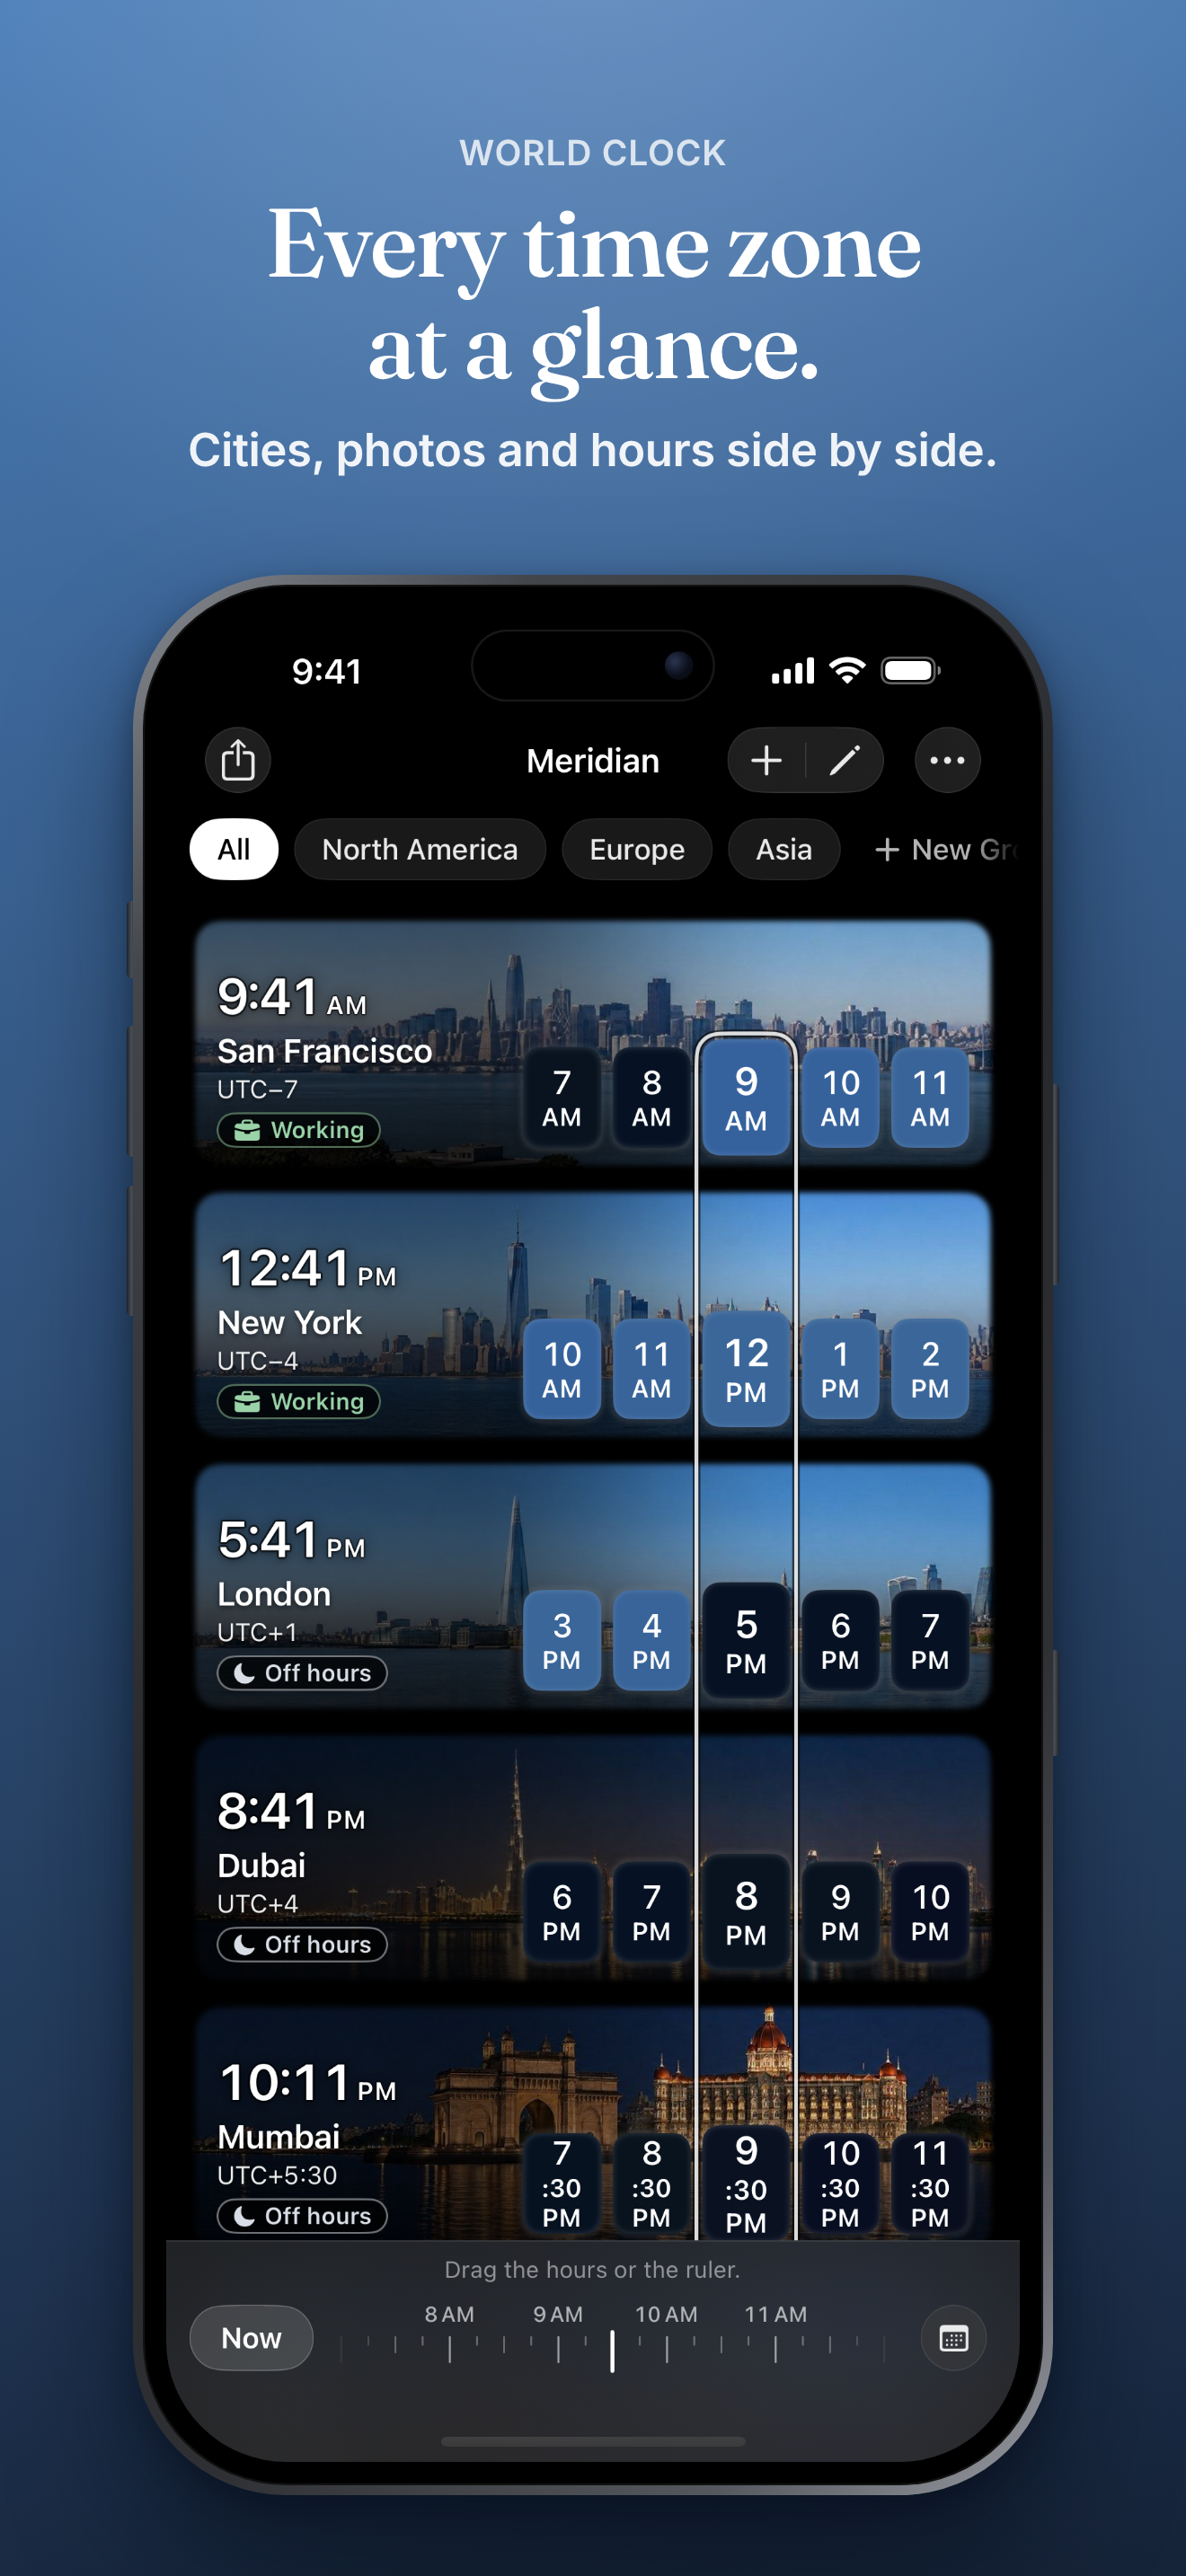 WORLD CLOCK
Every time zone
at a glance.
Cities, photos and hours side by side.
9:41
Meridian
All
North America
Europe
Asia
+ New Gr
9:41 AM
San Francisco
UTC−7
Working
7 AM
8 AM
9 AM
10 AM
11 AM
12:41 PM
New York
UTC−4
Working
10 AM
11 AM
12 PM
1 PM
2 PM
5:41 PM
London
UTC+1
Off hours
3 PM
4 PM
5 PM
6 PM
7 PM
8:41 PM
Dubai
UTC+4
Off hours
6 PM
7 PM
8 PM
9 PM
10 PM
10:11 PM
Mumbai
UTC+5:30
Off hours
7 :30 PM
8 :30 PM
9 :30 PM
10 :30 PM
11 :30 PM
Drag the hours or the ruler.
Now
8 AM
9 AM
10 AM
11 AM